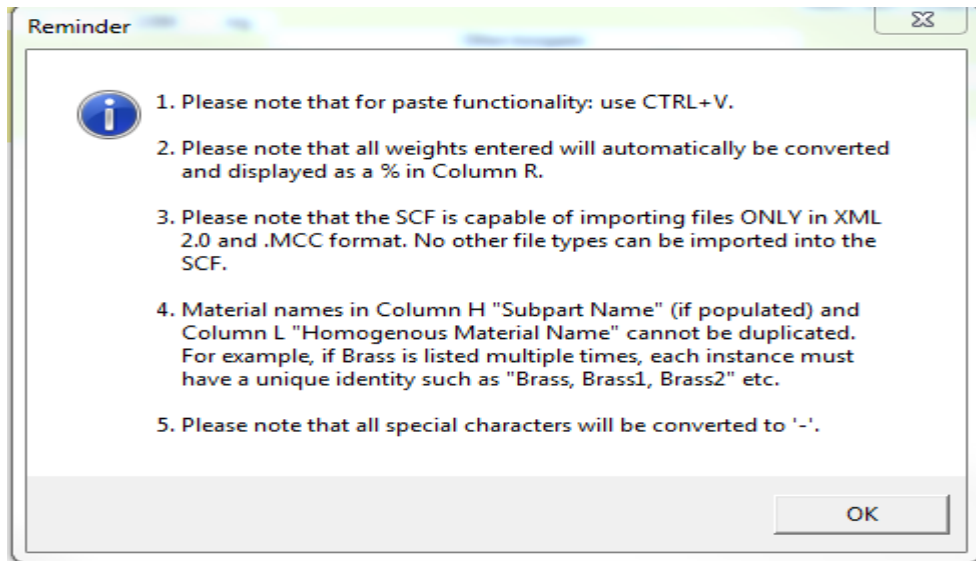 Reminder
1. Please note that for paste functionality: use CTRL+V.
2. Please note that all weights entered will automatically be converted
and displayed as a % in Column R.
3. Please note that the SCF is capable of importing files ONLY in XML
2.0 and .MCC format. No other file types can be imported into the
SCF.
4. Material names in Column H "Subpart Name" (if populated) and
Column L "Homogenous Material Name" cannot be duplicated.
For example, if Brass is listed multiple times, each instance must
have a unique identity such as "Brass, Brass1, Brass2" etc.
5. Please note that all special characters will be converted to '-'.
OK